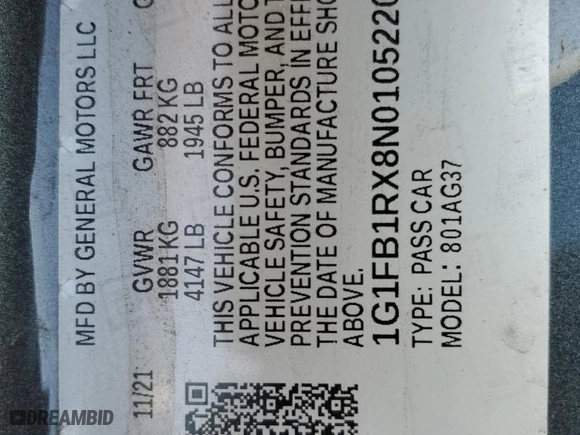 MFD BY GENERAL MOTORS LLC
11/21 GVWR GAWR FRT
1881 KG 882 KG
4147 LB 1945 LB
THIS VEHICLE CONFORMS TO ALL
APPLICABLE U.S. FEDERAL MOTO
VEHICLE SAFETY, BUMPER, AND T
PREVENTION STANDARDS IN EFF
THE DATE OF MANUFACTURE SHO
ABOVE.
1G1FB1RX8N010522
TYPE: PASS CAR
MODEL: 801AG37
DREAMBID